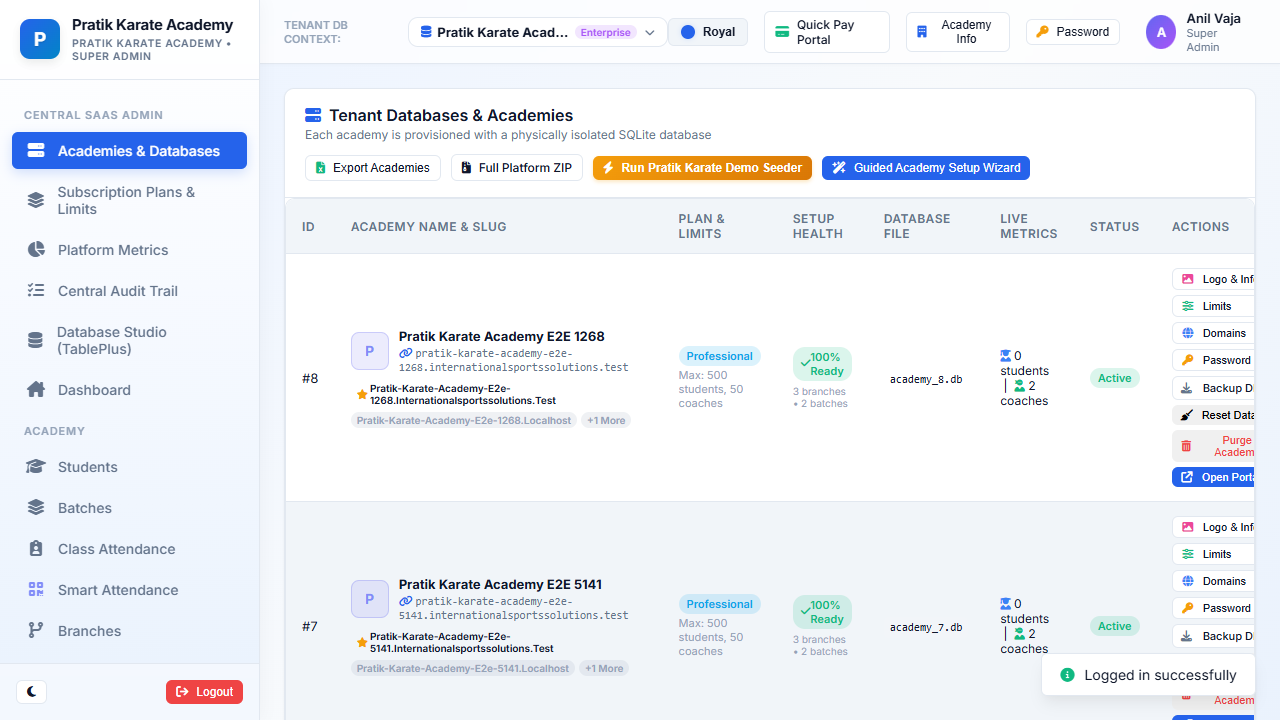 P
Pratik Karate Academy
PRATIK KARATE ACADEMY •
SUPER ADMIN
CENTRAL SAAS ADMIN
Academies & Databases
Subscription Plans &
Limits
Platform Metrics
Central Audit Trail
Database Studio
(TablePlus)
Dashboard
ACADEMY
Students
Batches
Class Attendance
Smart Attendance
Branches
Logout
TENANT DB
CONTEXT:
Pratik Karate Acad... Enterprise
Royal
Quick Pay
Portal
Academy
Info
Password
A
Anil Vaja
Super
Admin
Tenant Databases & Academies
Each academy is provisioned with a physically isolated SQLite database
Export Academies
Full Platform ZIP
Run Pratik Karate Demo Seeder
Guided Academy Setup Wizard
ID
ACADEMY NAME & SLUG
PLAN &
LIMITS
SETUP
HEALTH
DATABASE
FILE
LIVE
METRICS
STATUS
ACTIONS
#8
P
Pratik Karate Academy E2E 1268
pratik-karate-academy-e2e-
1268.internationalsportssolutions.test
Pratik-Karate-Academy-E2e-
1268.Internationalsportssolutions.Test
Pratik-Karate-Academy-E2e-1268.Localhost
+1 More
Professional
Max: 500
students, 50
coaches
100%
Ready
3 branches
• 2 batches
academy_8.db
0
students
| 2
coaches
Active
Logo & Inf
Limits
Domains
Password
Backup D
Reset Data
Purge
Academ
Open Porta
#7
P
Pratik Karate Academy E2E 5141
pratik-karate-academy-e2e-
5141.internationalsportssolutions.test
Pratik-Karate-Academy-E2e-
5141.Internationalsportssolutions.Test
Pratik-Karate-Academy-E2e-5141.Localhost
+1 More
Professional
Max: 500
students, 50
coaches
100%
Ready
3 branches
• 2 batches
academy_7.db
0
students
| 2
coaches
Active
Logo & Inf
Limits
Domains
Password
Backup D
Academ
Logged in successfully